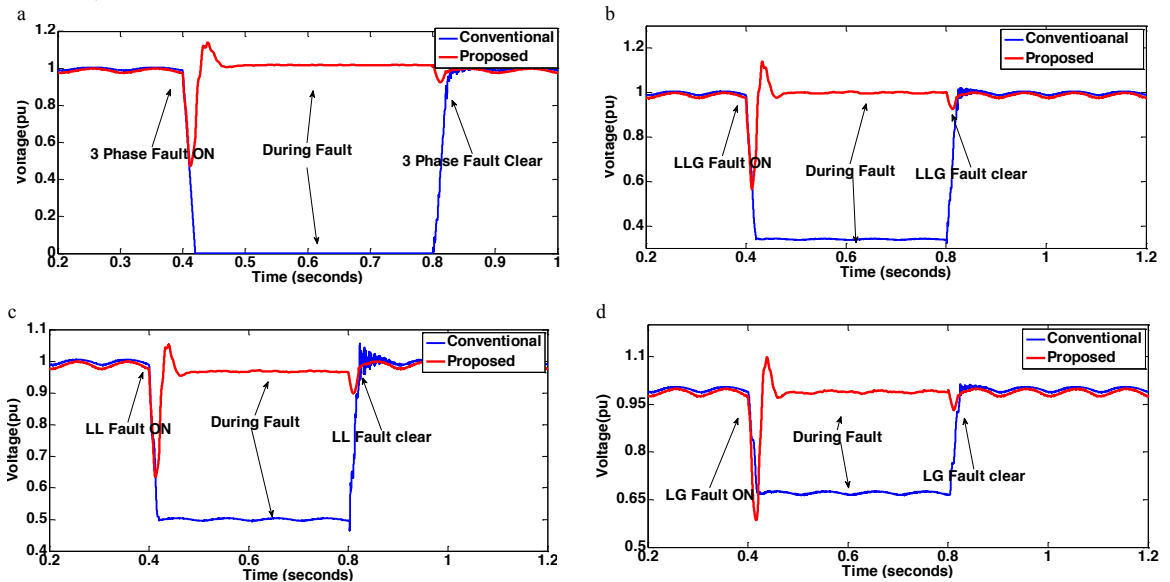 a
Voltage(pu)
1.2
1
0.8
0.6
0.4
0.2
0
Conventional
Proposed
3 Phase Fault ON
During Fault
3 Phase Fault Clear
0.2 0.3 0.4 0.5 0.6 0.7 0.8 0.9 1
Time (seconds)
b
Voltage(pu)
1.2
1
0.8
0.6
0.4
Conventioanal
Proposed
LLG Fault ON
During Fault
LLG Fault clear
0.2 0.4 0.6 0.8 1 1.2
Time (seconds)
c
Voltage(pu)
1.1
1
0.9
0.8
0.7
0.6
0.5
0.4
Conventional
Proposed
LL Fault ON
During Fault
LL Fault clear
0.2 0.4 0.6 0.8 1 1.2
Time (seconds)
d
Voltage(pu)
1.1
0.95
0.8
0.65
0.5
Conventional
Proposed
LG Fault ON
During Fault
LG Fault clear
0.2 0.4 0.6 0.8 1 1.2
Time (seconds)